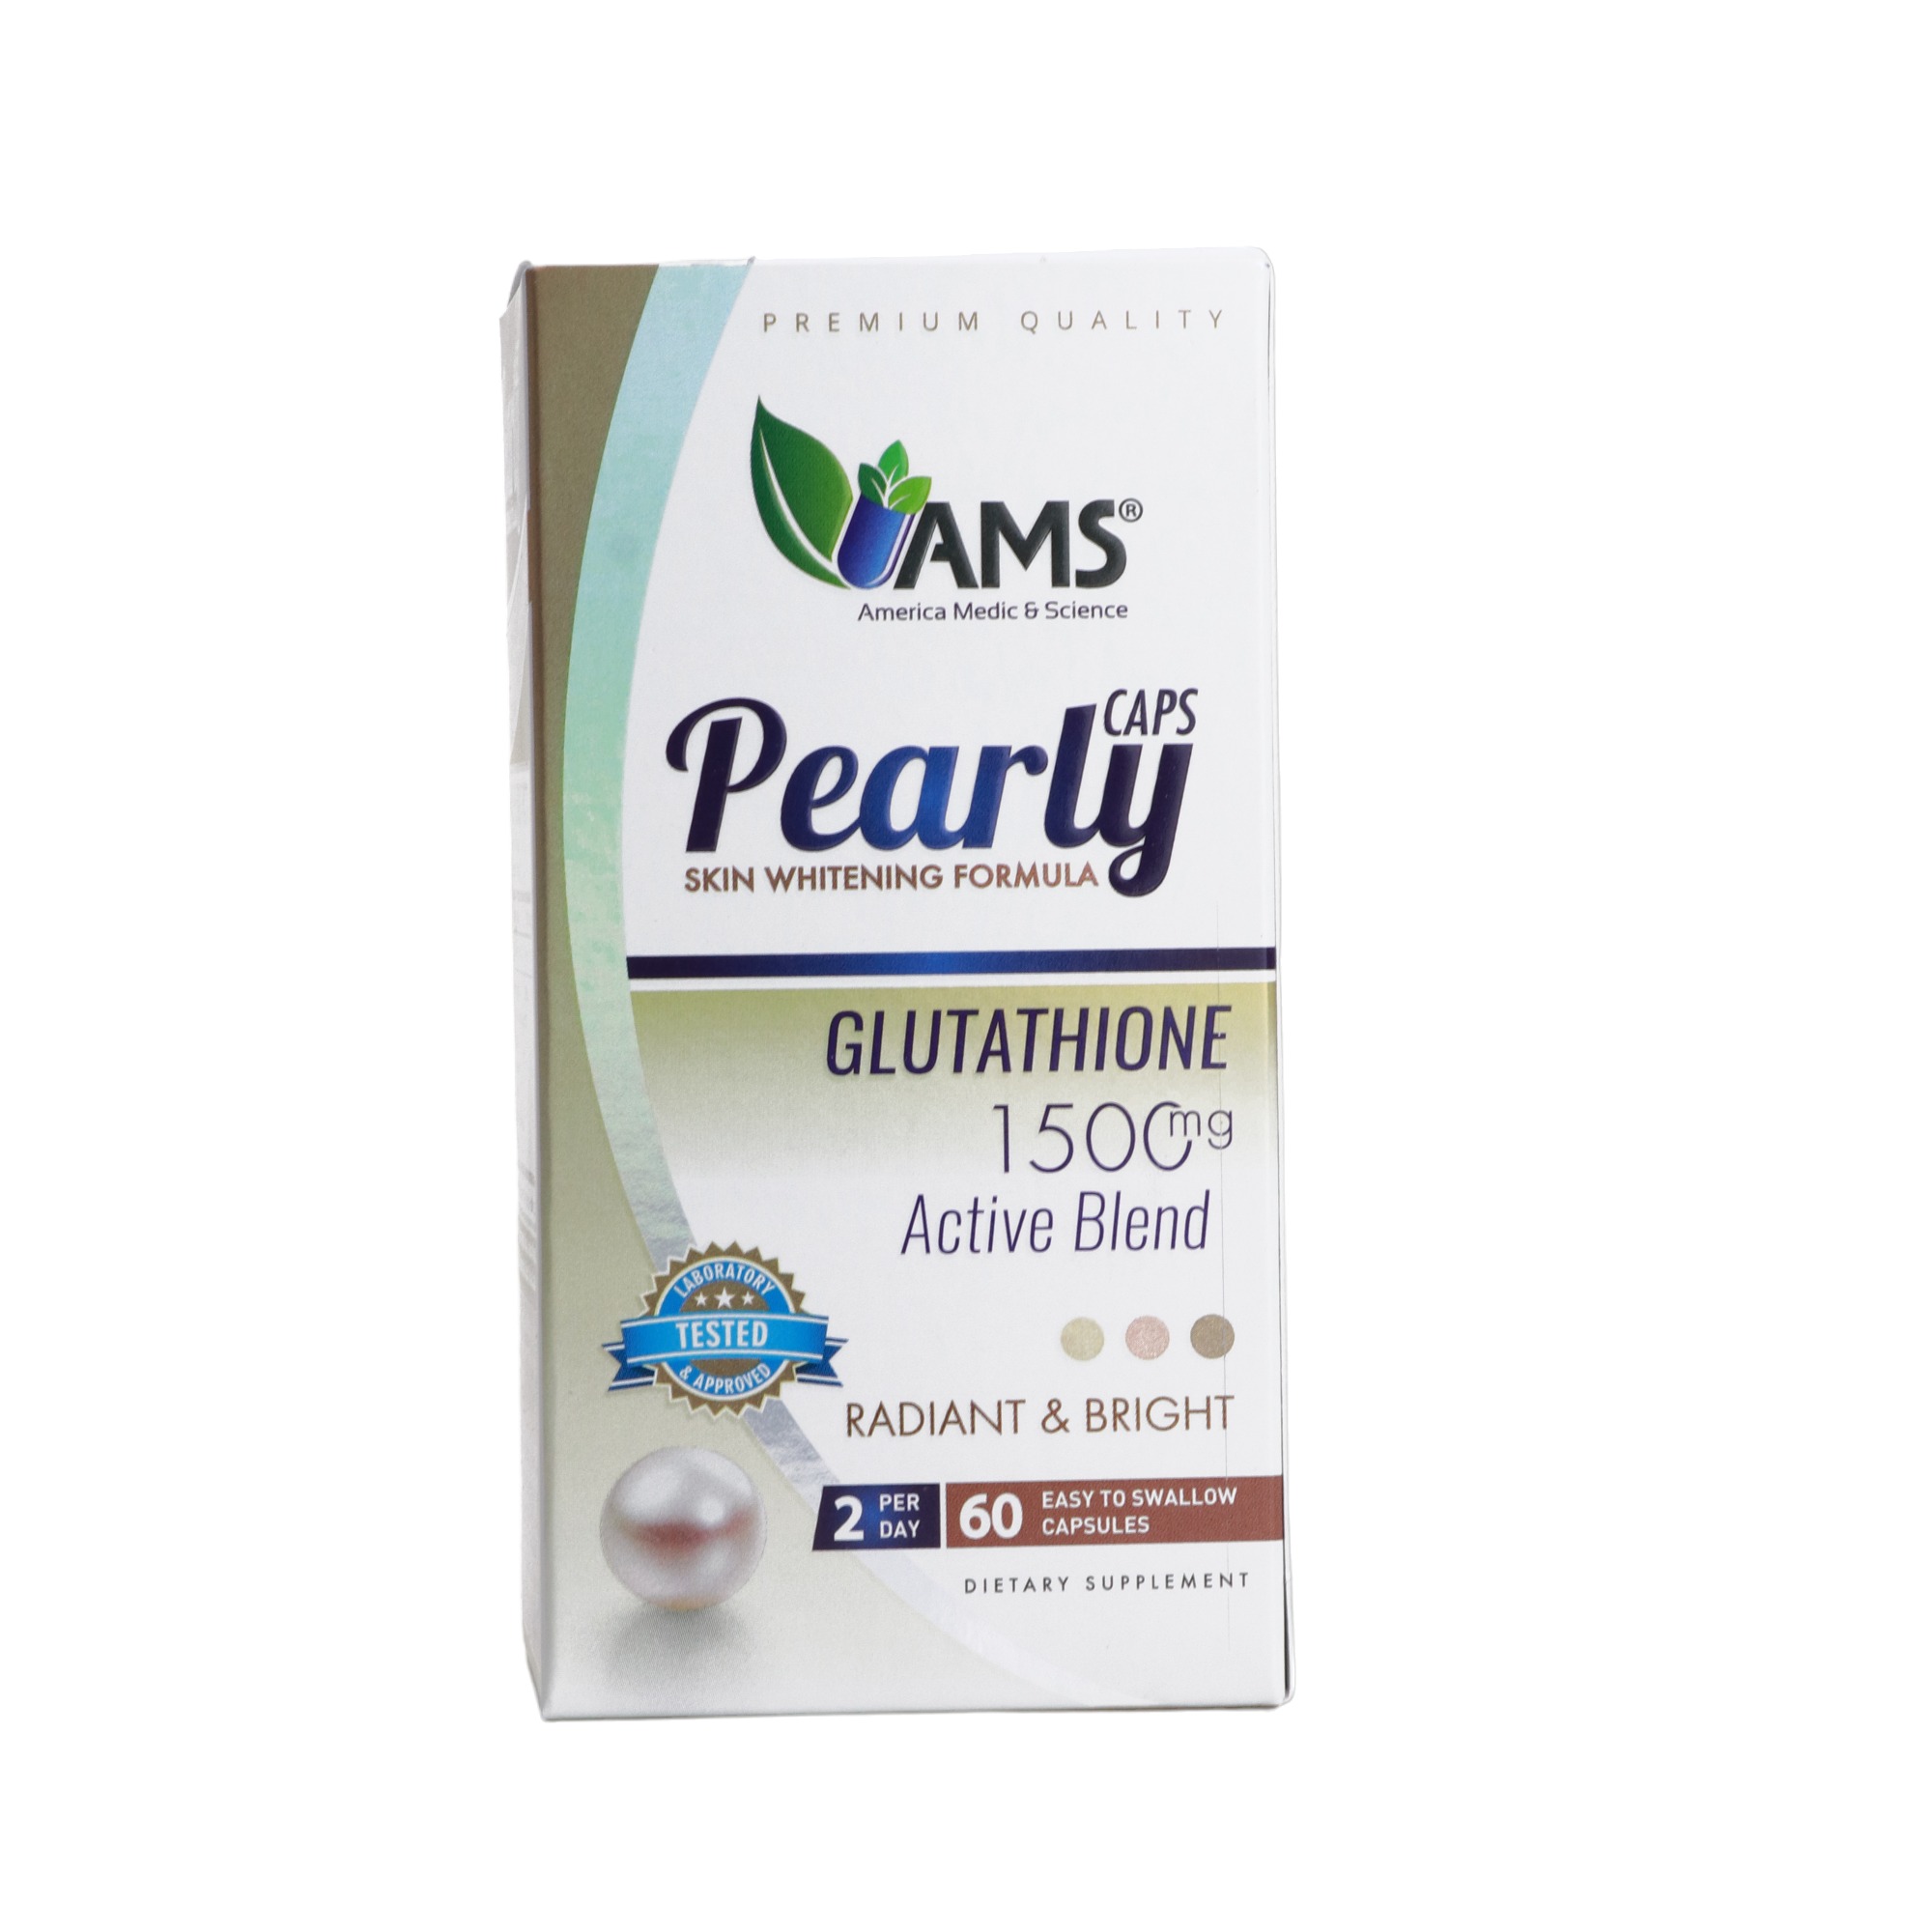 PREMIUM QUALITY
AMS®
America Medic & Science
Pearly CAPS
SKIN WHITENING FORMULA
GLUTATHIONE
1500mg
Active Blend
LABORATORY
TESTED
& APPROVED
RADIANT & BRIGHT
2 PER DAY
60 EASY TO SWALLOW CAPSULES
DIETARY SUPPLEMENT